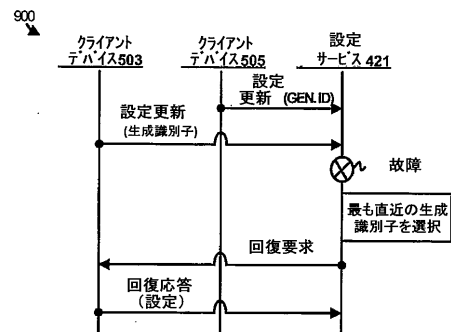 900
クライアント
デバイス503
クライアント
デバイス505
設定
サービス421
設定
更新 (GEN.ID)
設定更新
(生成識別子)
故障
最も直近の生成
識別子を選択
回復要求
回復応答
(設定)